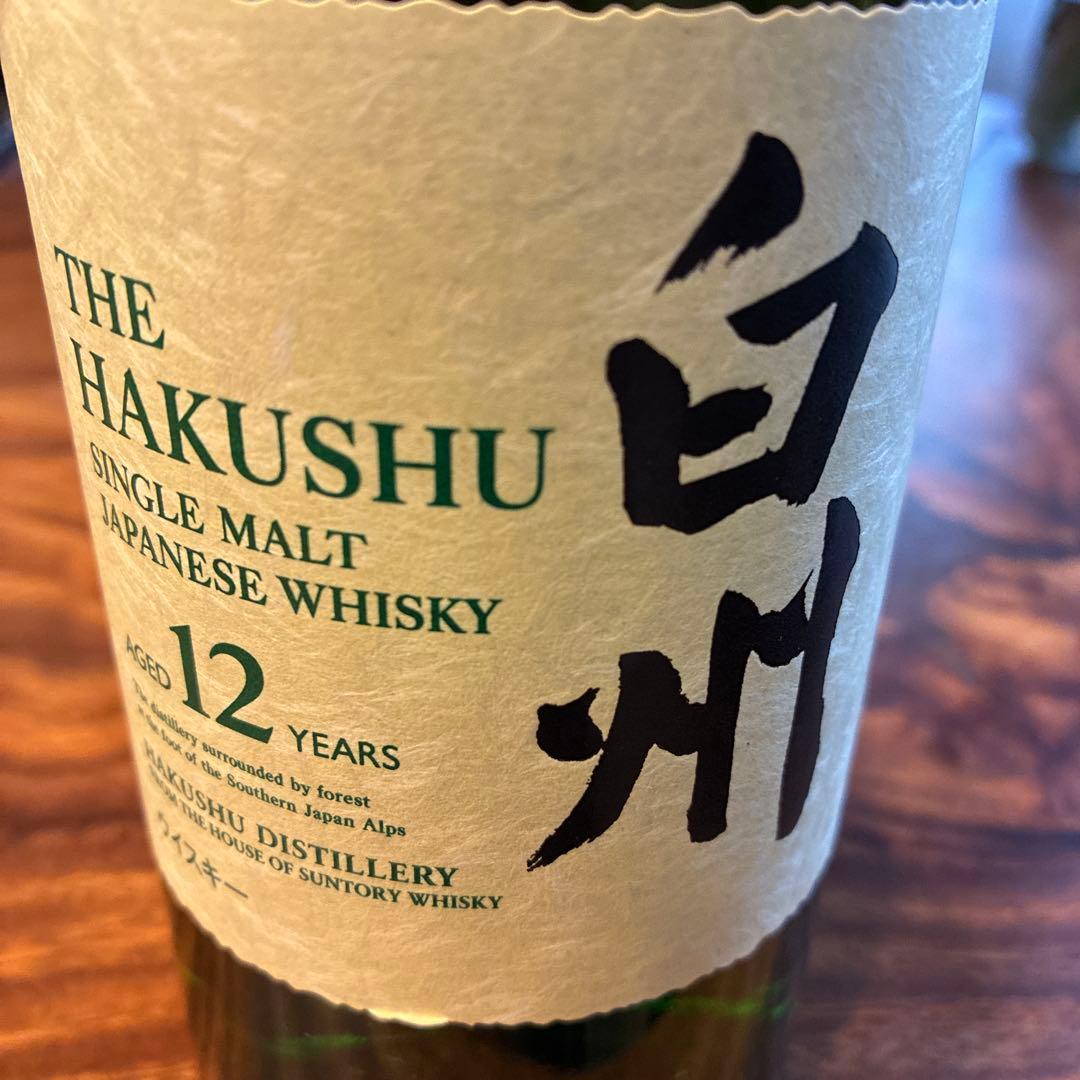 THE
HAKUSHU
SINGLE MALT
JAPANESE WHISKY
AGED 12 YEARS
The distillery surrounded by forest
at the foot of the Southern Japan Alps
HAKUSHU DISTILLERY
FROM THE HOUSE OF SUNTORY WHISKY
ウイスキー
白州